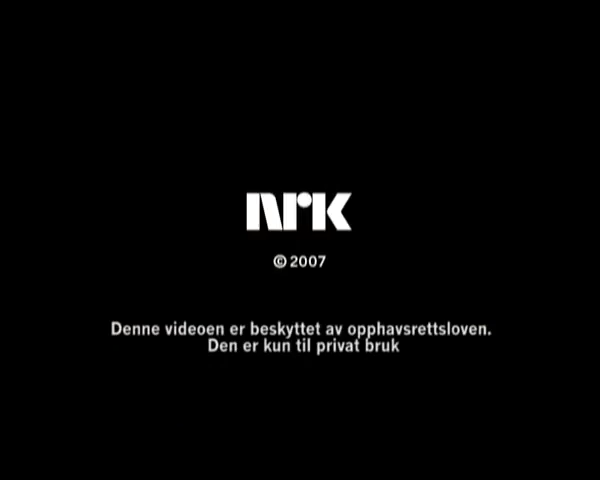 NRK
© 2007
Denne videoen er beskyttet av opphavsrettsloven.
Den er kun til privat bruk